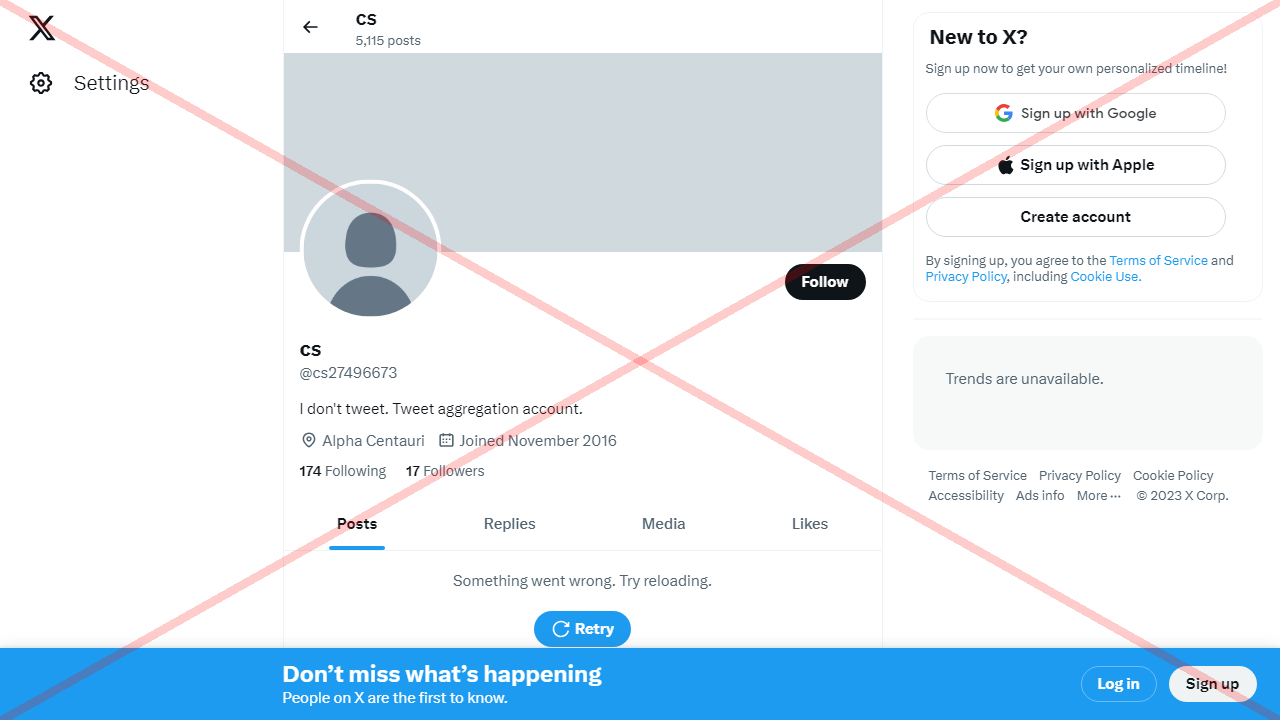 Settings
CS
5,115 posts
Follow
CS
@cs27496673
I don't tweet. Tweet aggregation account.
Alpha Centauri Joined November 2016
174 Following 17 Followers
Posts Replies Media Likes
Something went wrong. Try reloading.
Retry
New to X?
Sign up now to get your own personalized timeline!
Sign up with Google
Sign up with Apple
Create account
By signing up, you agree to the Terms of Service and
Privacy Policy, including Cookie Use.
Trends are unavailable.
Terms of Service Privacy Policy Cookie Policy
Accessibility Ads info More ··· © 2023 X Corp.
Don’t miss what’s happening
People on X are the first to know.
Log in Sign up